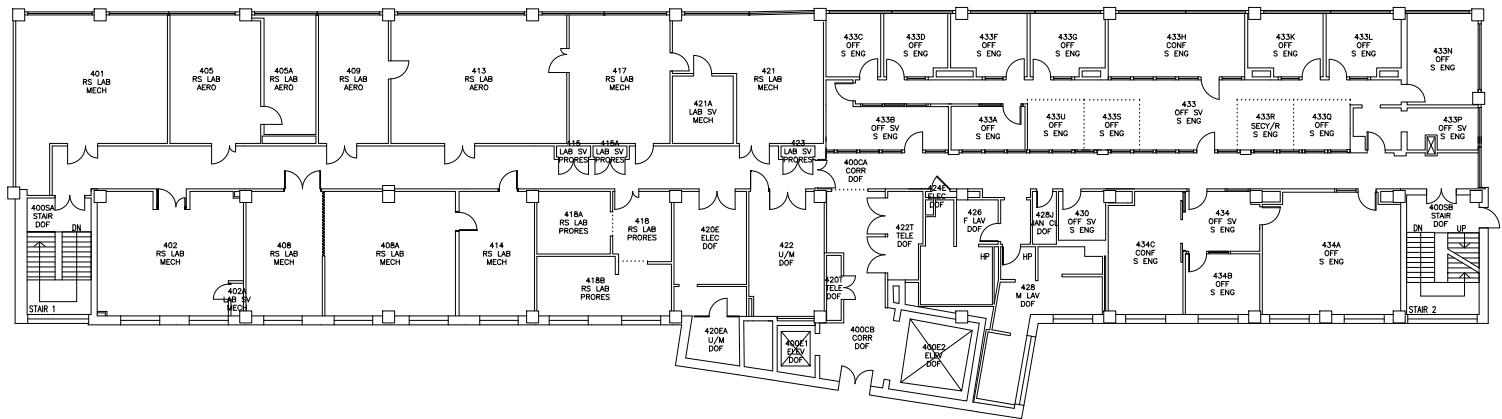 401
RS LAB
MECH
405
RS LAB
AERO
405A
RS LAB
AERO
409
RS LAB
AERO
413
RS LAB
AERO
417
RS LAB
MECH
421A
LAB SV
MECH
421
RS LAB
MECH
433C
OFF
S ENG
433D
OFF
S ENG
433F
OFF
S ENG
433G
OFF
S ENG
433H
CONF
S ENG
433K
OFF
S ENG
433L
OFF
S ENG
433N
OFF
S ENG
433B
OFF SV
S ENG
433A
OFF
S ENG
433U
OFF
S ENG
433S
OFF
S ENG
433
OFF SV
S ENG
433R
SECY/R
S ENG
433Q
OFF
S ENG
433P
OFF SV
S ENG
LAB SV
PRORES
415A
LAB SV
PRORES
423
LAB SV
PRORES
400CA
CORR
DOF
400SA
STAIR
DOF
DN
STAIR 1
402
RS LAB
MECH
402A
LAB SV
MECH
408
RS LAB
MECH
408A
RS LAB
MECH
414
RS LAB
MECH
418A
RS LAB
PRORES
418
RS LAB
PRORES
418B
RS LAB
PRORES
420E
ELEC
DOF
422
U/M
DOF
420EA
U/M
DOF
420T
TELE
DOF
422T
TELE
DOF
424E
ELEC
DOF
426
F LAV
DOF
HP
428J
JAN CL
DOF
HP
428
M LAV
DOF
430
OFF SV
S ENG
434C
CONF
S ENG
434
OFF SV
S ENG
434B
OFF
S ENG
434A
OFF
S ENG
400SB
STAIR
DOF
DN
UP
STAIR 2
400E1
ELEV
DOF
400CB
CORR
DOF
400E2
ELEV
DOF